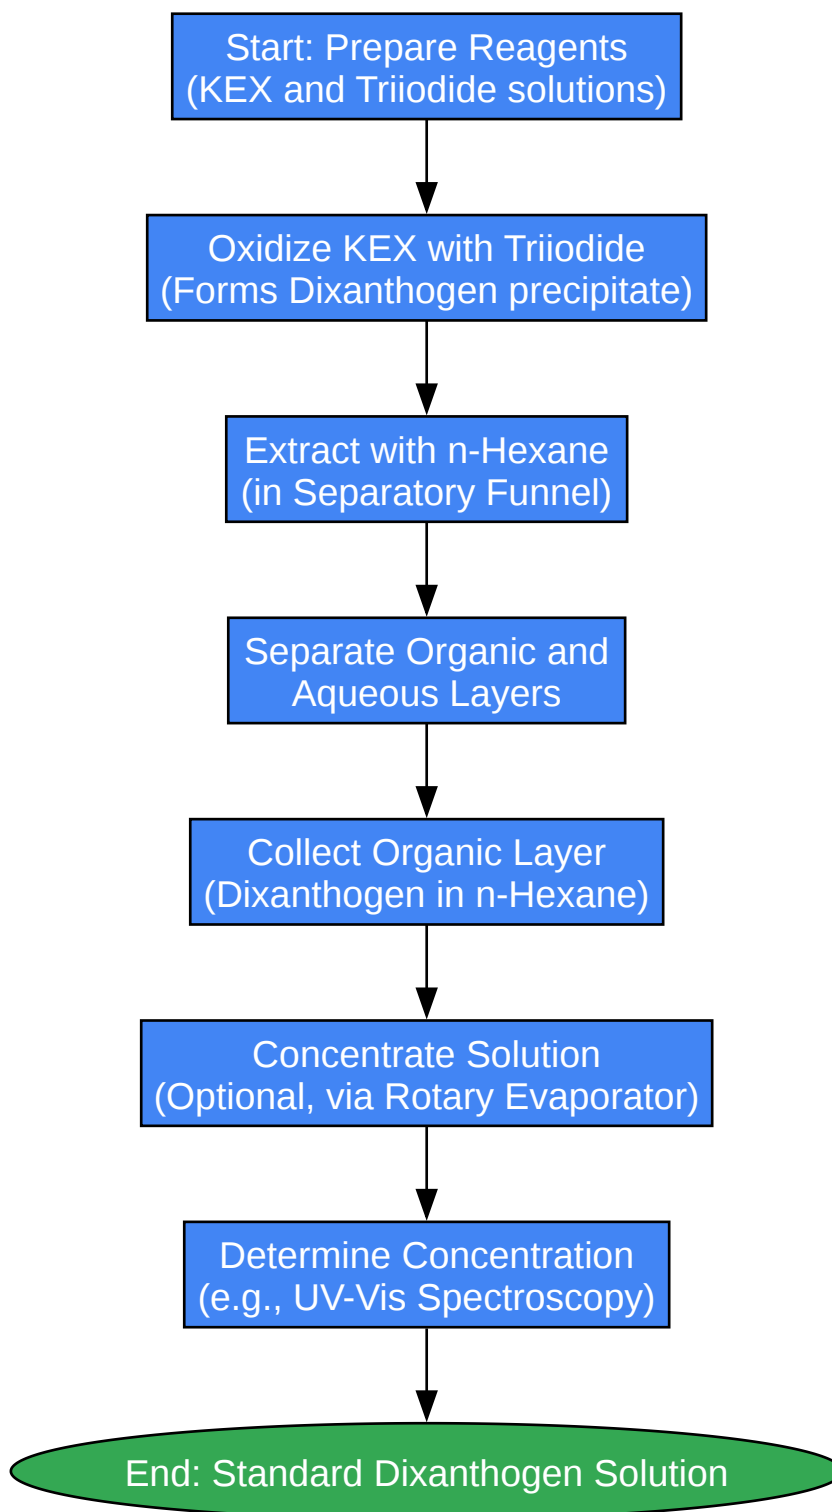 Start: Prepare Reagents
(KEX and Triiodide solutions)
Oxidize KEX with Triiodide
(Forms Dixanthogen precipitate)
Extract with n-Hexane
(in Separatory Funnel)
Separate Organic and
Aqueous Layers
Collect Organic Layer
(Dixanthogen in n-Hexane)
Concentrate Solution
(Optional, via Rotary Evaporator)
Determine Concentration
(e.g., UV-Vis Spectroscopy)
End: Standard Dixanthogen Solution